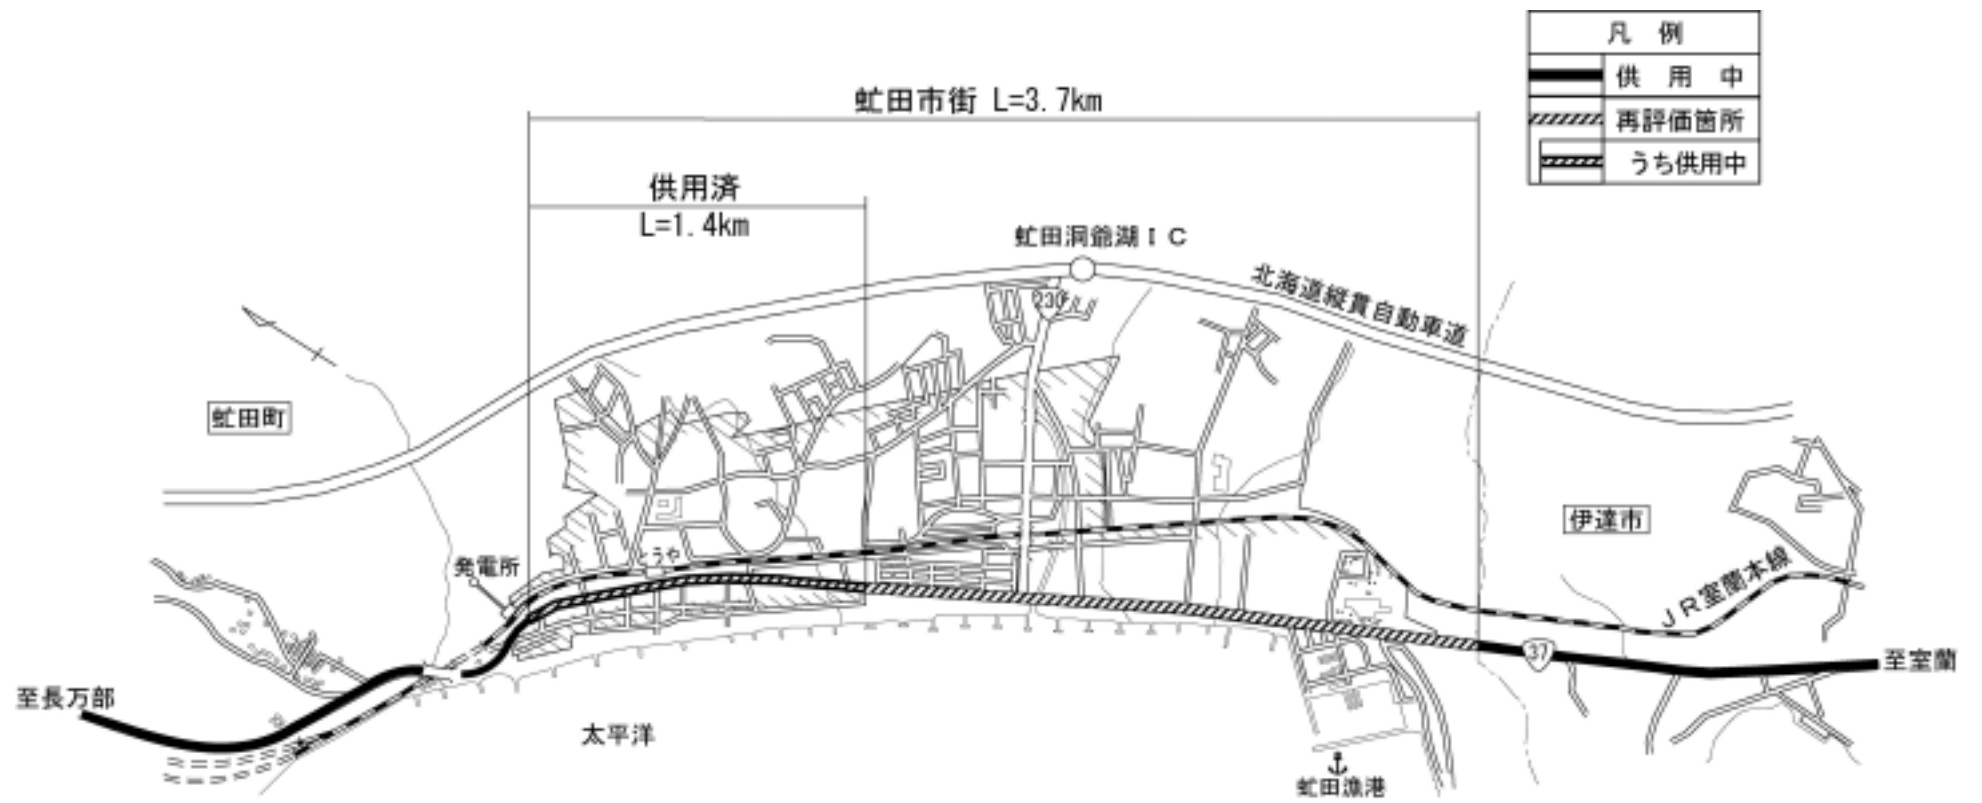 凡 例
供 用 中
再評価箇所
うち供用中
虻田市街 L=3.7km
供用済
L=1.4km
虻田洞爺湖IC
北海道縦貫自動車道
230
虻田町
伊達市
発電所
とうや
JR室蘭本線
37
至室蘭
至長万部
太平洋
虻田漁港